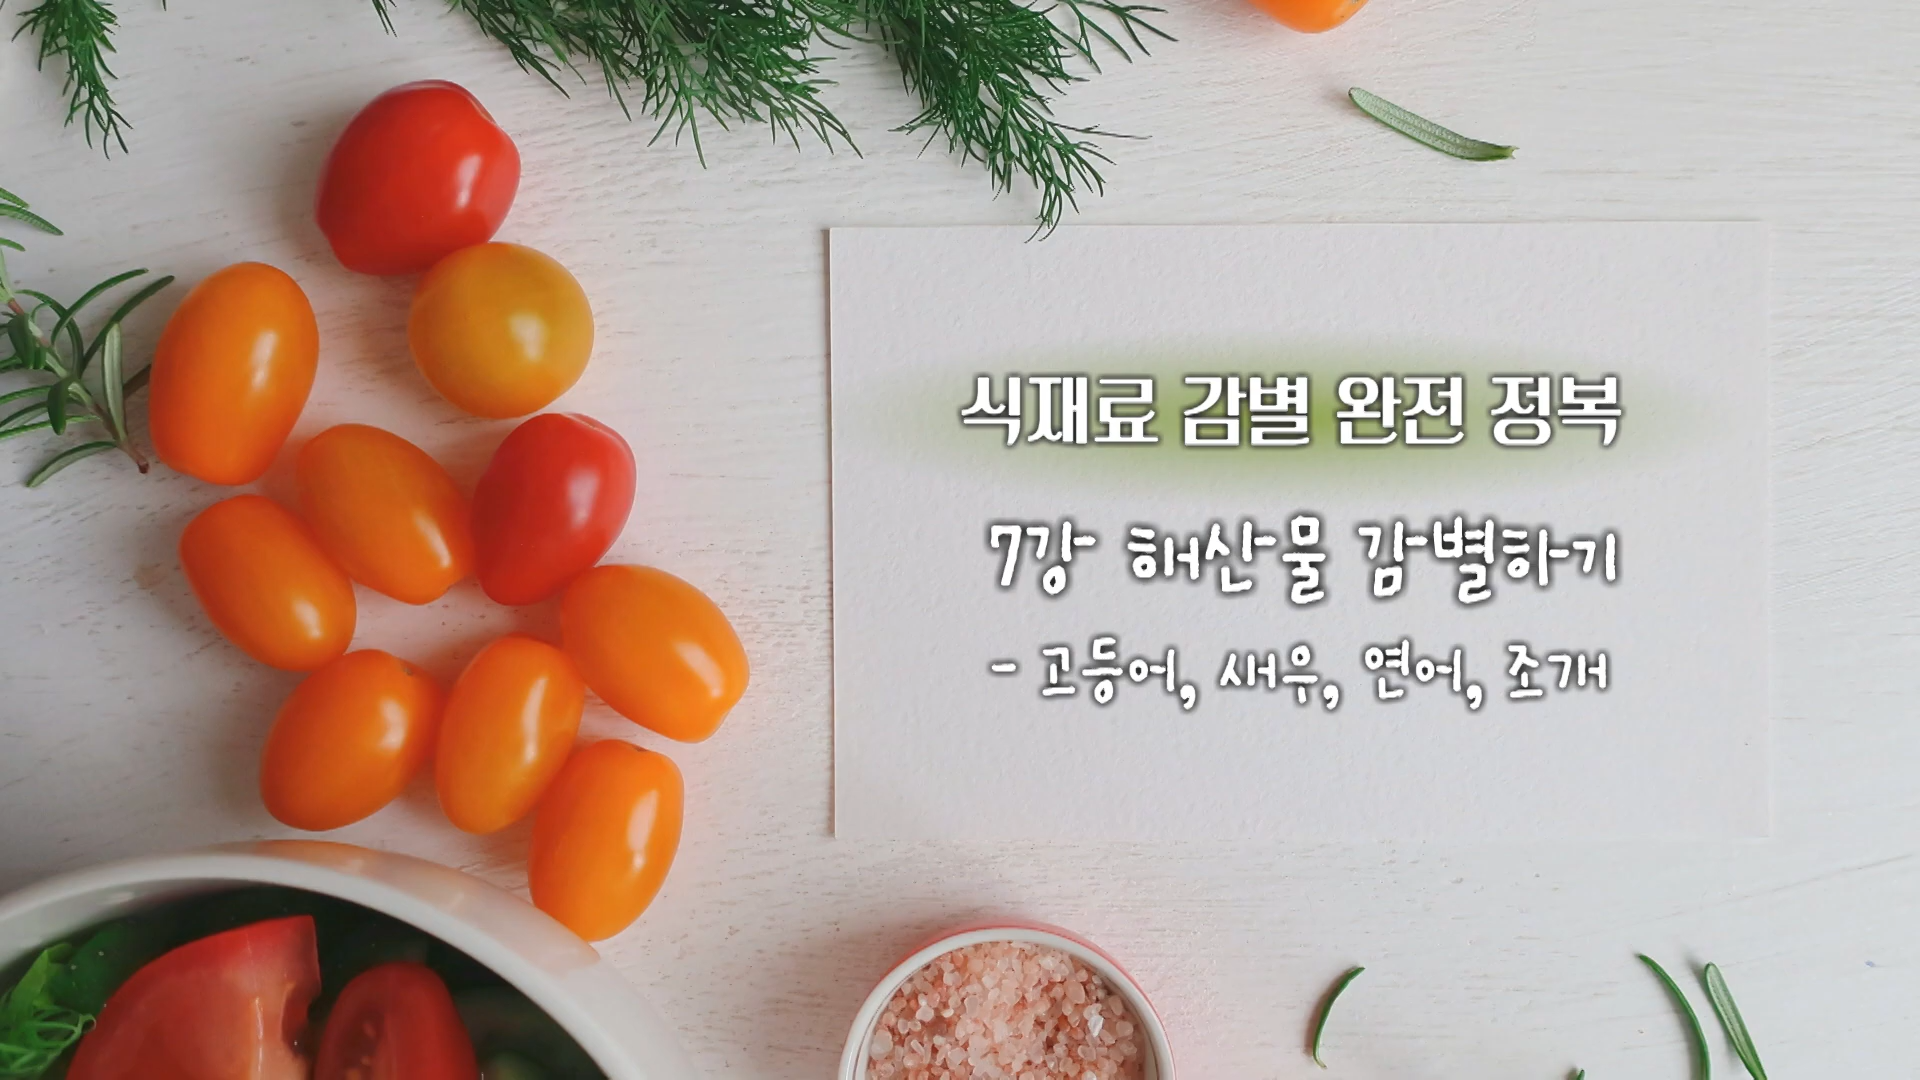 식재료 감별 완전 정복
7강 해산물 감별하기
- 고등어, 새우, 연어, 조개